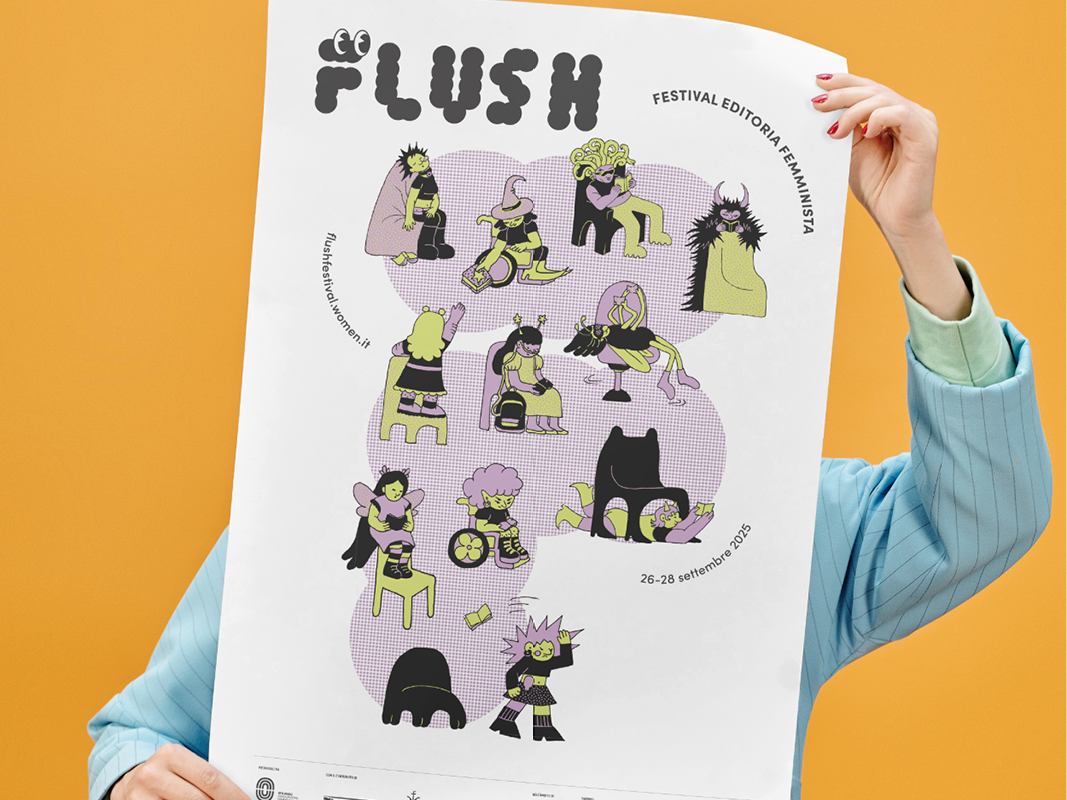 FLUSH
FESTIVAL EDITORIA FEMMINISTA
flushfestival.women.it
26-28 settembre 2025